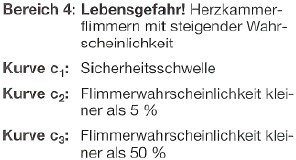 Bereich 4: Lebensgefahr! Herzkammer-
flimmern mit steigender Wahr-
scheinlichkeit
Kurve c1: Sicherheitsschwelle
Kurve c2: Flimmerwahrscheinlichkeit klei-
ner als 5 %
Kurve c3: Flimmerwahrscheinlichkeit klei-
ner als 50 %